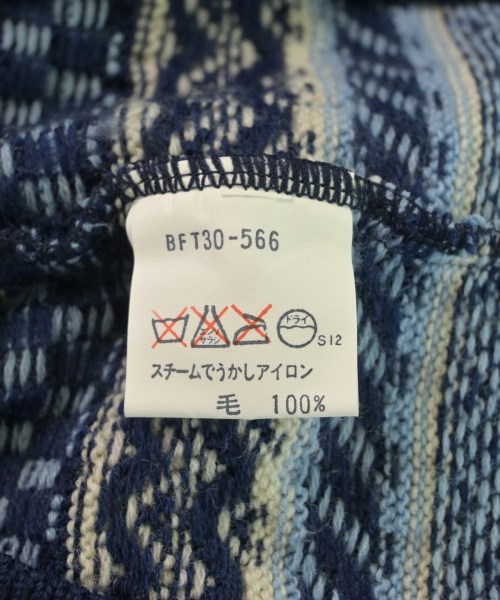 BFT30-566
ドライ
S12
スチームでうかしアイロン
毛 100%